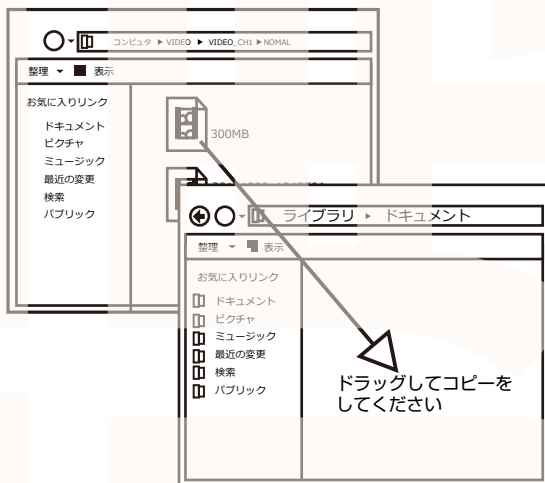 コンピュタ ▶ VIDEO ▶ VIDEO_CH1 ▶ NOMAL
整理 ▼ ■ 表示
お気に入りリンク
ドキュメント
ピクチャ
ミュージック
最近の変更
検索
パブリック
300MB
ライブラリ ▸ ドキュメント
整理 ▼ 表示
お気に入りリンク
ドキュメント
ピクチャ
ミュージック
最近の変更
検索
パブリック
ドラッグしてコピーを
してください